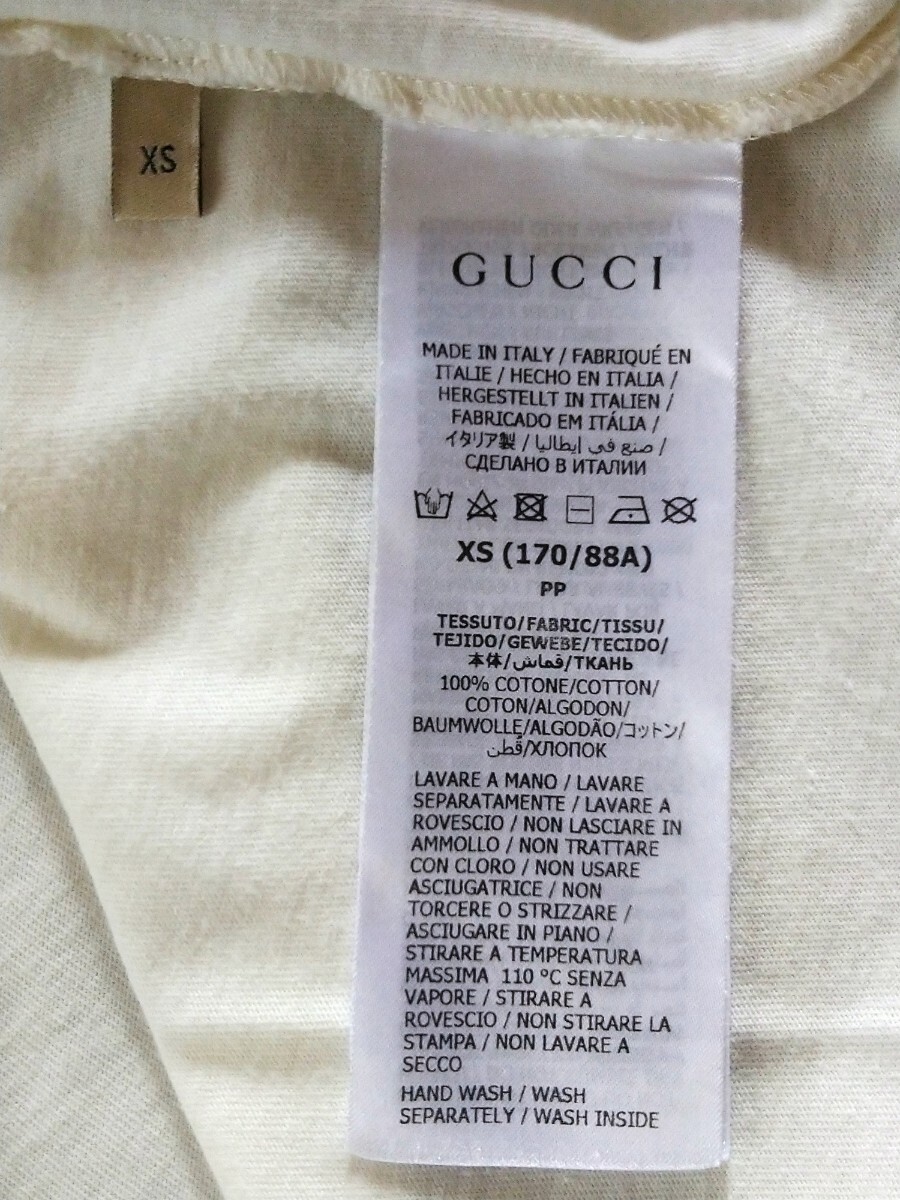 XS
GUCCI
MADE IN ITALY / FABRIQUÉ EN
ITALIE / HECHO EN ITALIA /
HERGESTELLT IN ITALIEN /
FABRICADO EM ITÁLIA /
イタリア製 / صنع في إيطاليا /
СДЕЛАНО В ИТАЛИИ
XS (170/88A)
PP
TESSUTO/FABRIC/TISSU/
TEJIDO/GEWEBE/TECIDO/
本体/قماش/ТКАНЬ
100% COTONE/COTTON/
COTON/ALGODON/
BAUMWOLLE/ALGODÃO/コットン/
قُطن/ХЛОПОК
LAVARE A MANO / LAVARE
SEPARATAMENTE / LAVARE A
ROVESCIO / NON LASCIARE IN
AMMOLLO / NON TRATTARE
CON CLORO / NON USARE
ASCIUGATRICE / NON
TORCERE O STRIZZARE /
ASCIUGARE IN PIANO /
STIRARE A TEMPERATURA
MASSIMA 110 °C SENZA
VAPORE / STIRARE A
ROVESCIO / NON STIRARE LA
STAMPA / NON LAVARE A
SECCO
HAND WASH / WASH
SEPARATELY / WASH INSIDE